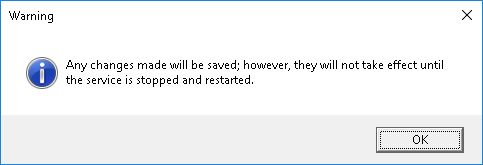 Warning
Any changes made will be saved; however, they will not take effect until
the service is stopped and restarted.
OK